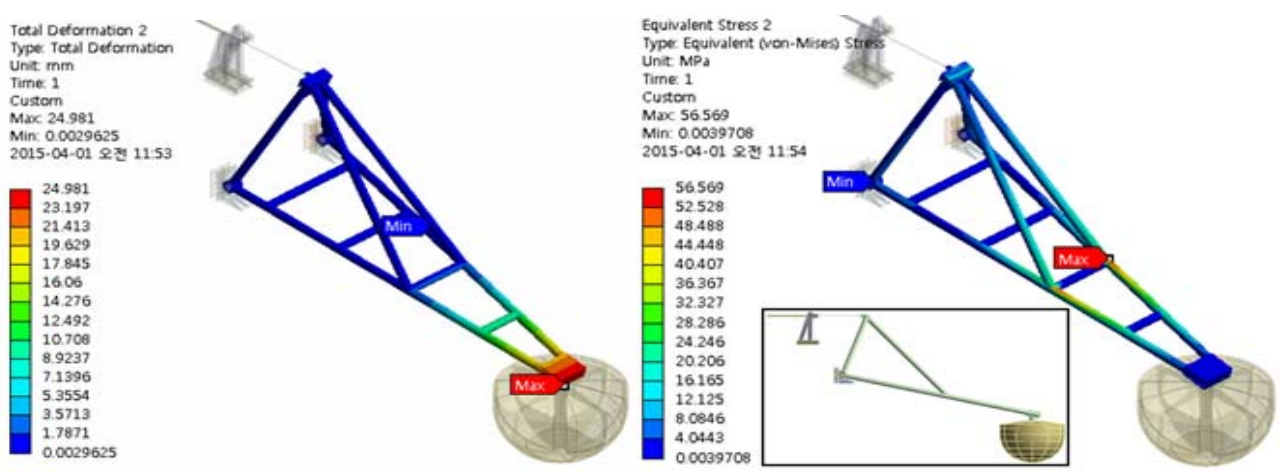 Total Deformation 2
Type: Total Deformation
Unit: mm
Time: 1
Custom
Max: 24.981
Min: 0.0029625
2015-04-01 오전 11:53
24.981
23.197
21.413
19.629
17.845
16.06
14.276
12.492
10.708
8.9237
7.1396
5.3554
3.5713
1.7871
0.0029625
Min
Max
Equivalent Stress 2
Type: Equivalent (von-Mises) Stress
Unit: MPa
Time: 1
Custom
Max: 56.569
Min: 0.0039708
2015-04-01 오전 11:54
56.569
52.528
48.488
44.448
40.407
36.367
32.327
28.286
24.246
20.206
16.165
12.125
8.0846
4.0443
0.0039708
Min
Max